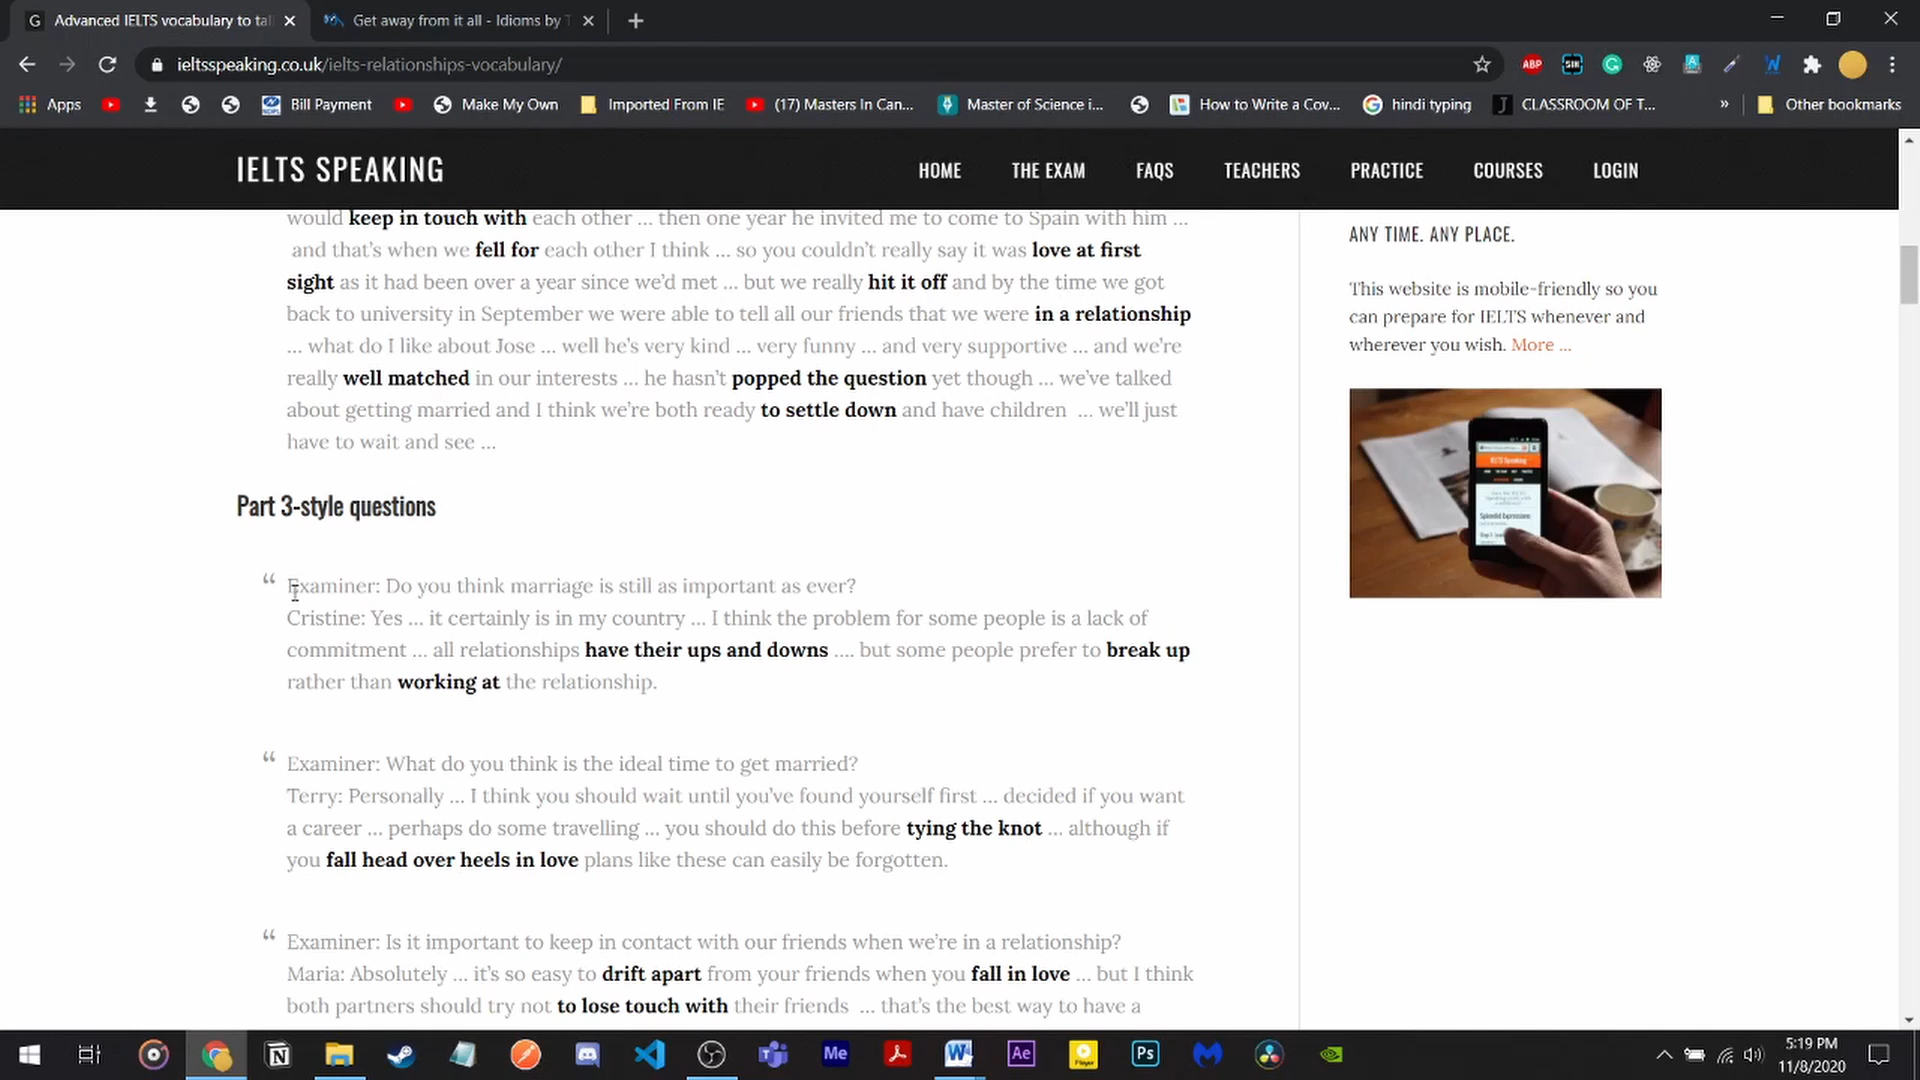 Advanced IELTS vocabulary to tal
Get away from it all - Idioms by T
ieltsspeaking.co.uk/ielts-relationships-vocabulary/
ABP
Apps
Bill Payment
Make My Own
Imported From IE
(17) Masters In Can...
Master of Science i...
How to Write a Cov...
hindi typing
CLASSROOM OF T...
»
Other bookmarks
IELTS SPEAKING
HOME
THE EXAM
FAQS
TEACHERS
PRACTICE
COURSES
LOGIN
would keep in touch with each other … then one year he invited me to come to Spain with him …
and that’s when we fell for each other I think … so you couldn’t really say it was love at first
sight as it had been over a year since we’d met … but we really hit it off and by the time we got
back to university in September we were able to tell all our friends that we were in a relationship
… what do I like about Jose … well he’s very kind … very funny … and very supportive … and we’re
really well matched in our interests … he hasn’t popped the question yet though … we’ve talked
about getting married and I think we’re both ready to settle down and have children … we’ll just
have to wait and see …
Part 3-style questions
“ Examiner: Do you think marriage is still as important as ever?
Cristine: Yes … it certainly is in my country … I think the problem for some people is a lack of
commitment … all relationships have their ups and downs …. but some people prefer to break up
rather than working at the relationship.
“ Examiner: What do you think is the ideal time to get married?
Terry: Personally … I think you should wait until you’ve found yourself first … decided if you want
a career … perhaps do some travelling … you should do this before tying the knot … although if
you fall head over heels in love plans like these can easily be forgotten.
“ Examiner: Is it important to keep in contact with our friends when we’re in a relationship?
Maria: Absolutely … it’s so easy to drift apart from your friends when you fall in love … but I think
both partners should try not to lose touch with their friends … that’s the best way to have a
ANY TIME. ANY PLACE.
This website is mobile-friendly so you
can prepare for IELTS whenever and
wherever you wish. More …
IELTS Speaking
Me
Ae
Player
Ps
5:19 PM
11/8/2020